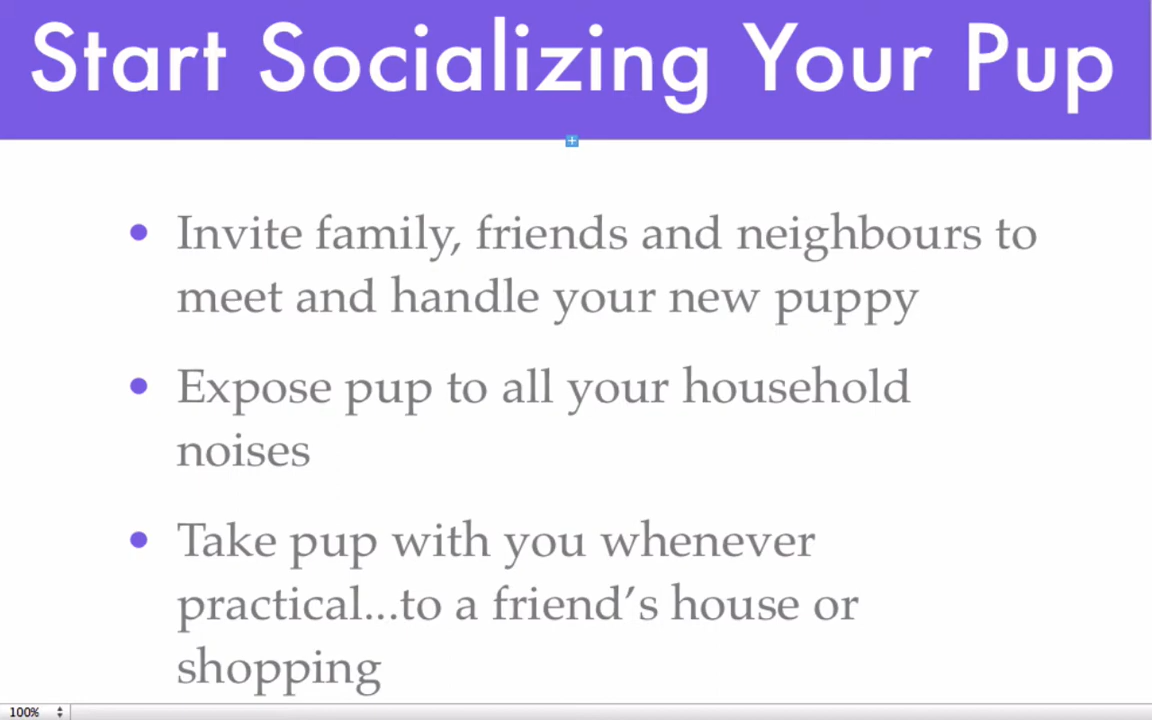 Start Socializing Your Pup
• Invite family, friends and neighbours to
meet and handle your new puppy
• Expose pup to all your household
noises
• Take pup with you whenever
practical...to a friend’s house or
shopping
100%